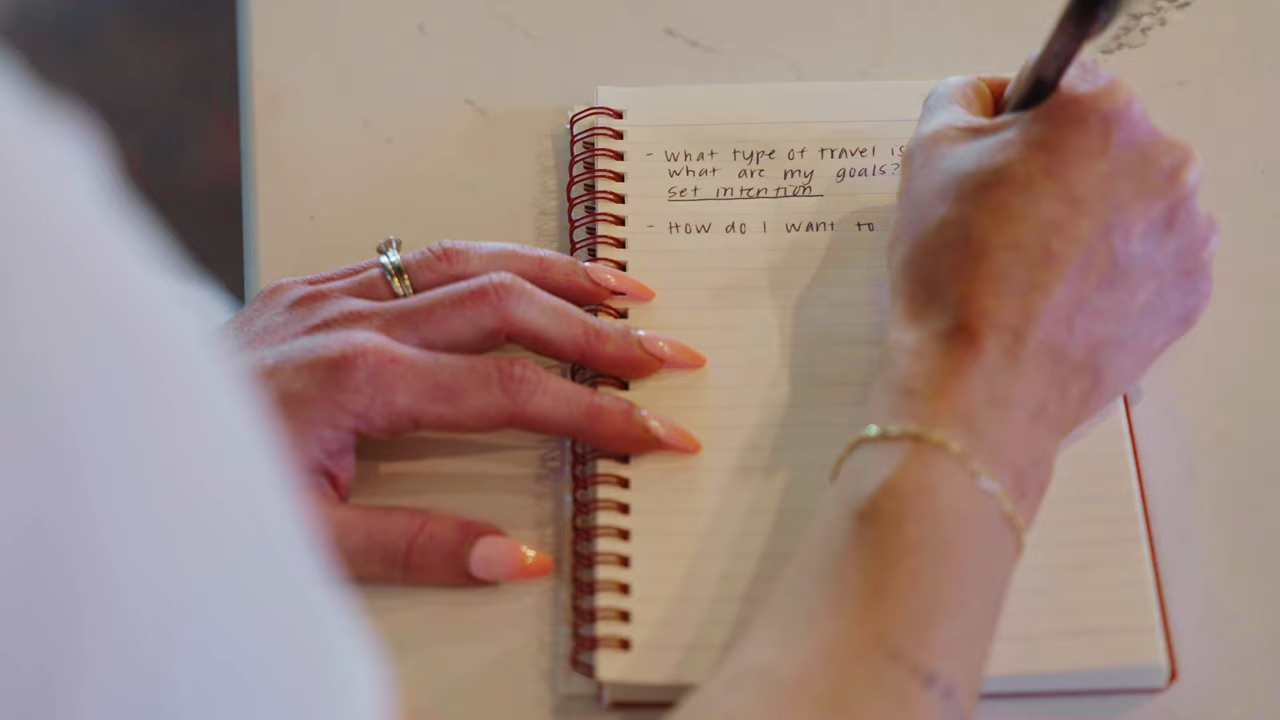 - What type of travel is
what are my goals?
set intention
- How do I want to